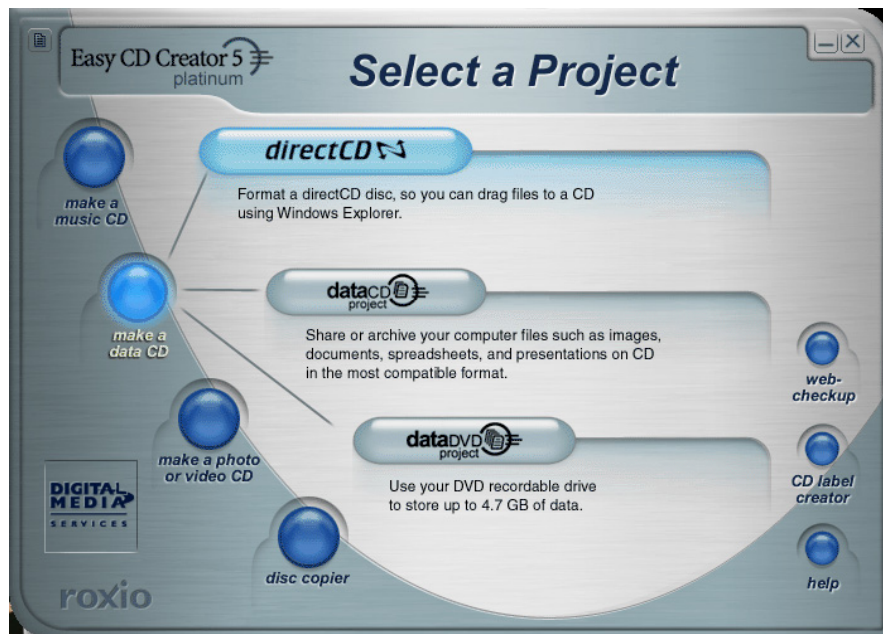 Easy CD Creator 5
platinum
Select a Project
make a
music CD
directCD
Format a directCD disc, so you can drag files to a CD
using Windows Explorer.
make a
data CD
dataCD
project
Share or archive your computer files such as images,
documents, spreadsheets, and presentations on CD
in the most compatible format.
make a photo
or video CD
dataDVD
project
Use your DVD recordable drive
to store up to 4.7 GB of data.
disc copier
web-
checkup
CD label
creator
help
DIGITAL
MEDIA
SERVICES
roxio